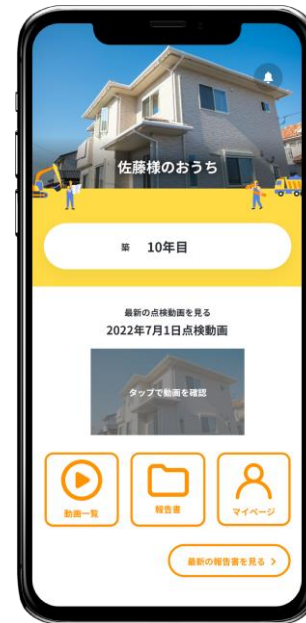 佐藤様のおうち
築 10年目
最新の点検動画を見る
2022年7月1日点検動画
タップで動画を確認
動画一覧
報告書
マイページ
最新の報告書を見る >